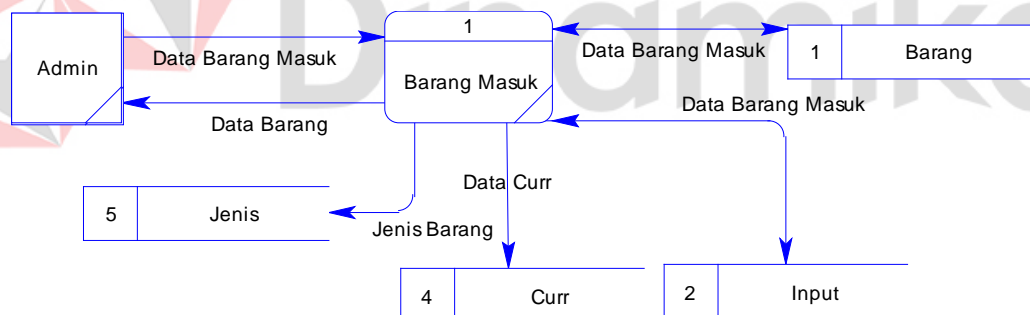 Dinamika
Admin
Data Barang Masuk
Data Barang
1
Barang Masuk
Data Barang Masuk
1
Barang
Data Barang Masuk
Data Curr
5
Jenis
Jenis Barang
4
Curr
2
Input